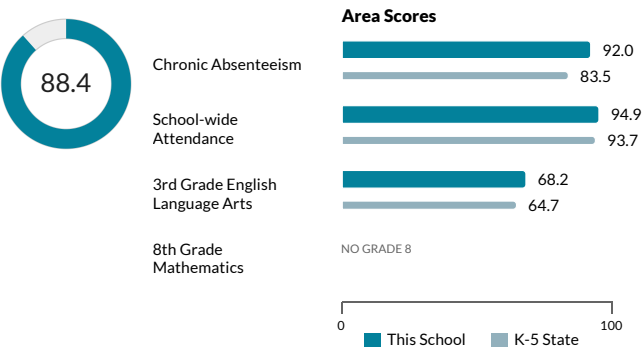 Area Scores
88.4
Chronic Absenteeism
92.0
83.5
School-wide
Attendance
94.9
93.7
3rd Grade English
Language Arts
68.2
64.7
8th Grade
Mathematics
NO GRADE 8
0
100
This School
K-5 State